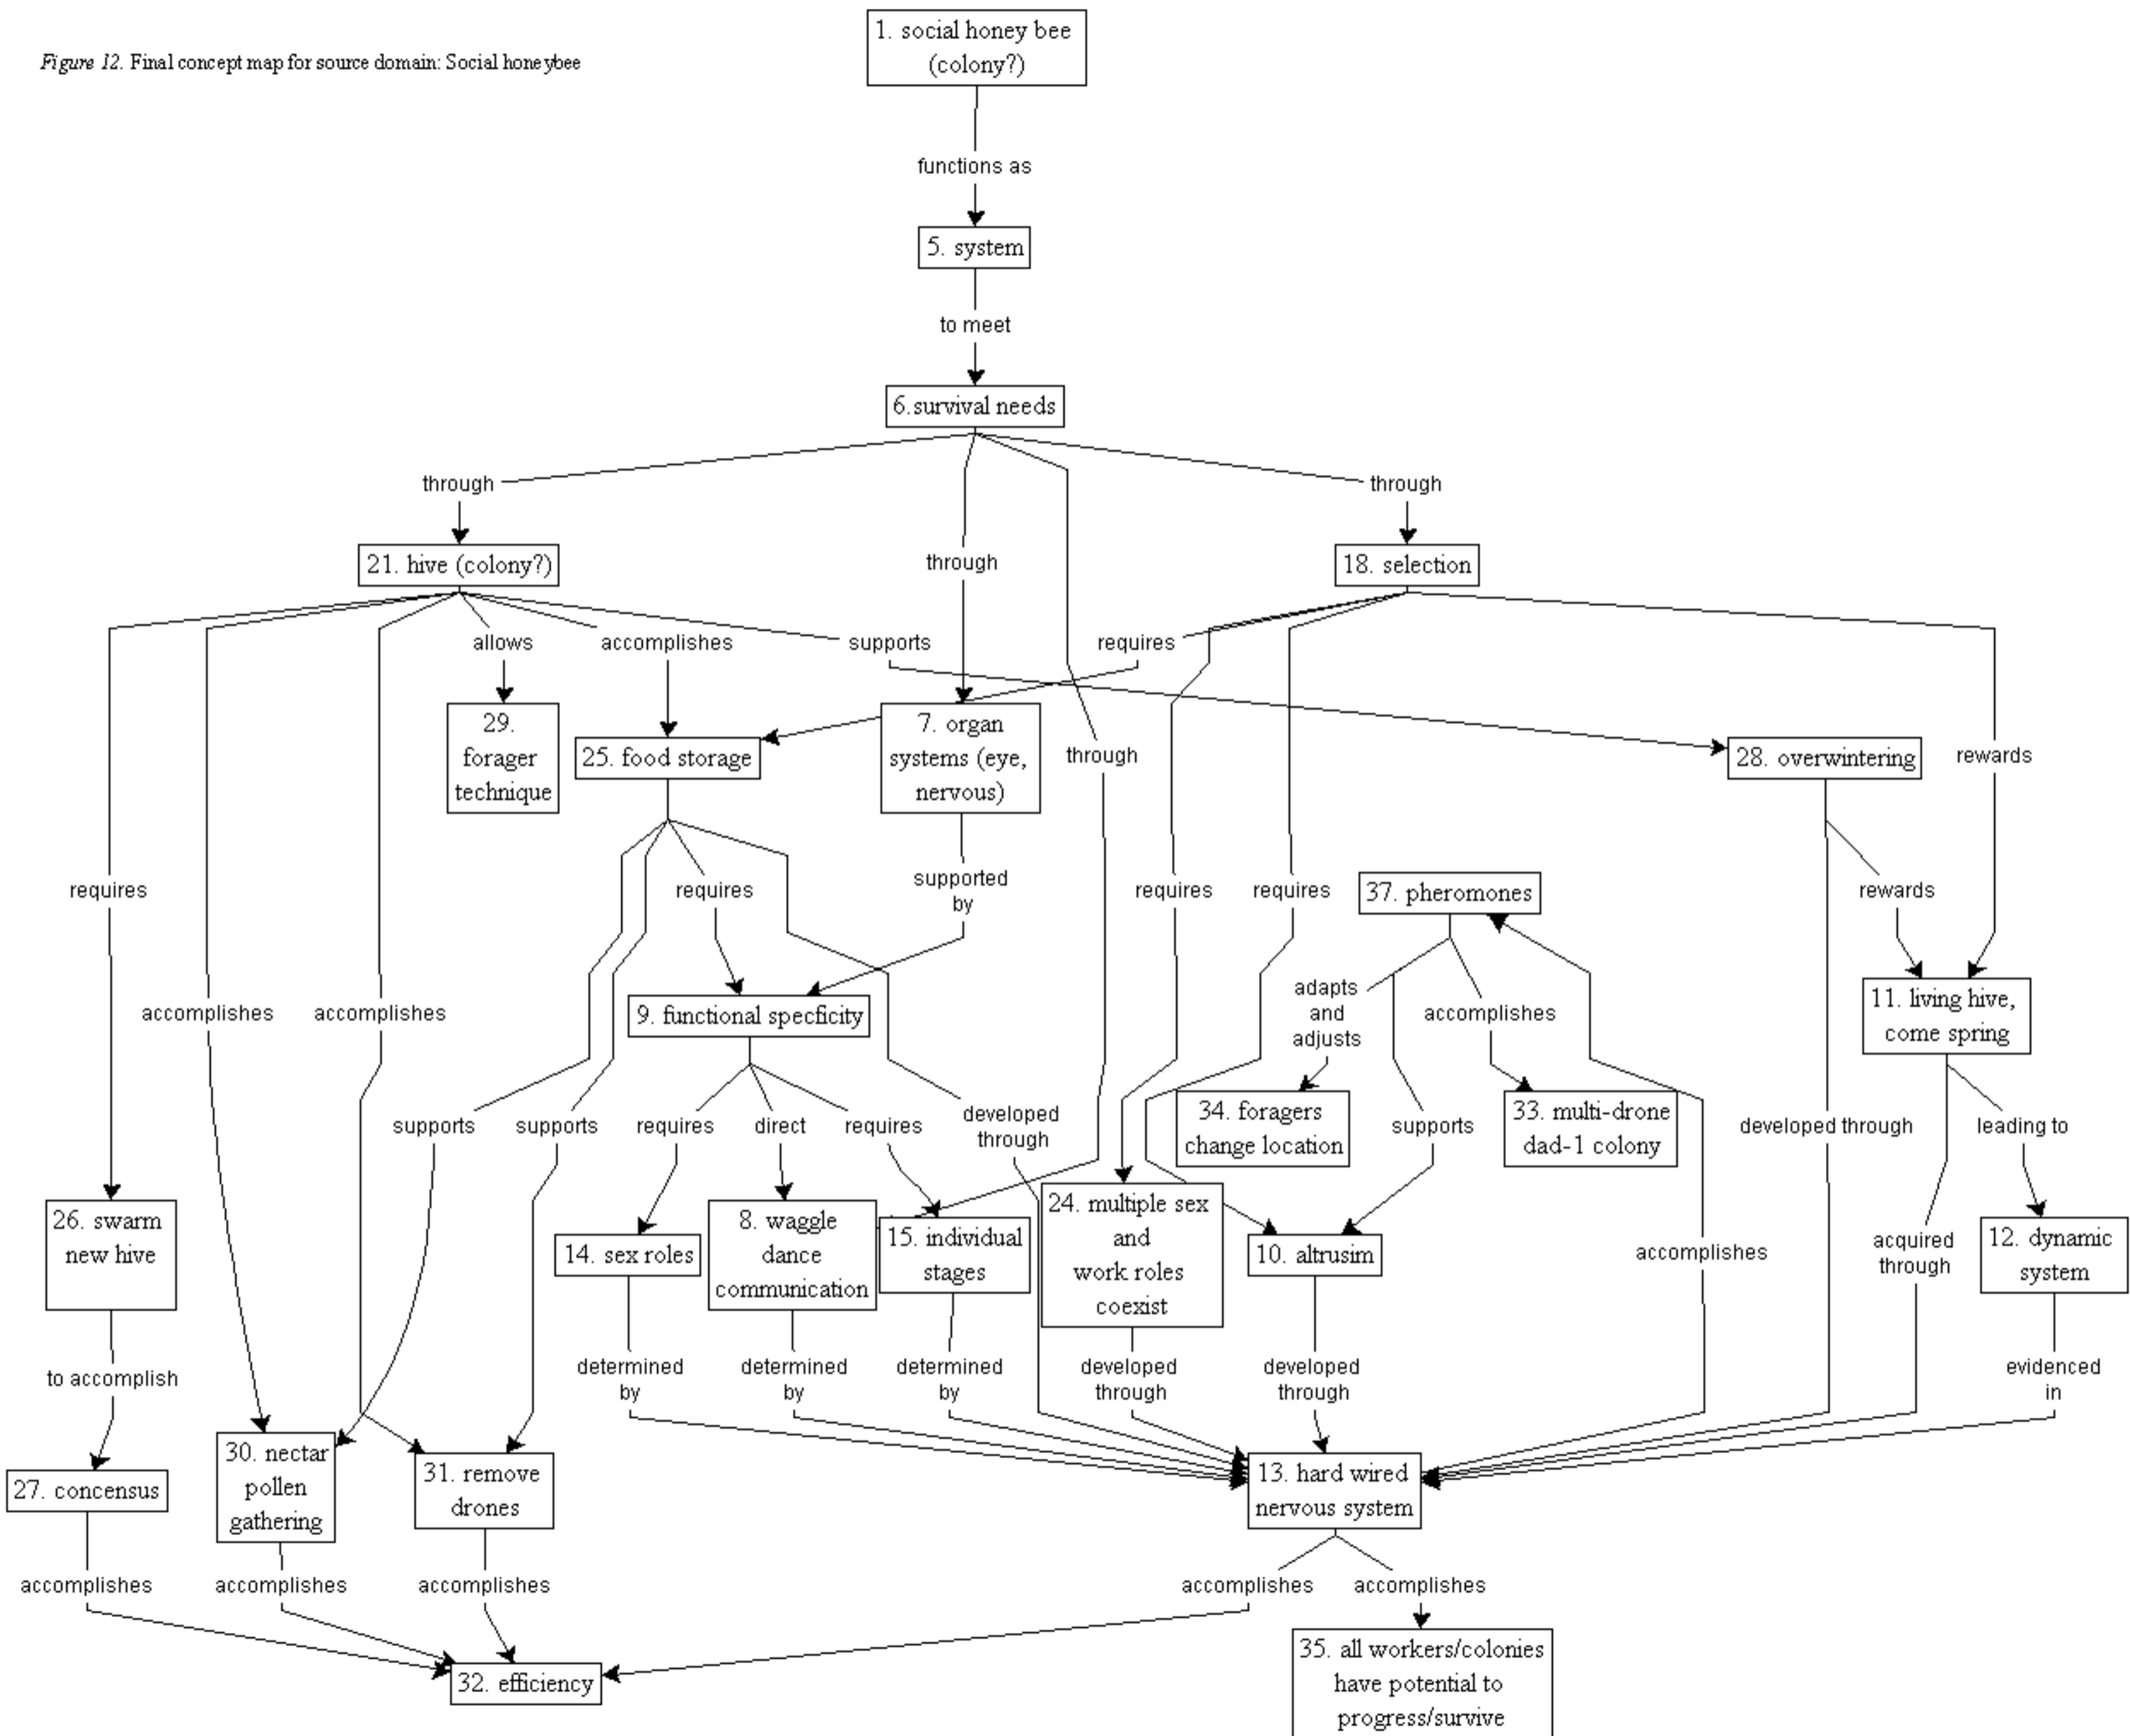 1. social honey bee
(colony?)
Figure 12. Final concept map for source domain: Social honeybee
functions as
5. system
to meet
6.survival needs
through
through
21. hive (colony?)
through
18. selection
allows
accomplishes
supports
requires
29.
forager
technique
25. food storage
7. organ
systems (eye,
nervous)
through
28. overwintering
rewards
requires
requires
supported
by
requires
requires
37. pheromones
rewards
accomplishes
accomplishes
9. functional specficity
adapts
and
adjusts
accomplishes
11. living hive,
come spring
supports
supports
requires
direct
requires
developed
through
34. foragers
change location
supports
33. multi-drone
dad-1 colony
developed through
leading to
26. swarm
new hive
14. sex roles
8. waggle
dance
communication
15. individual
stages
24. multiple sex
and
work roles
coexist
10. altrusim
accomplishes
acquired
through
12. dynamic
system
to accomplish
determined
by
determined
by
determined
by
developed
through
developed
through
evidenced
in
27. concensus
30. nectar
pollen
gathering
31. remove
drones
13. hard wired
nervous system
accomplishes
accomplishes
accomplishes
accomplishes
accomplishes
32. efficiency
35. all workers/colonies
have potential to
progress/survive